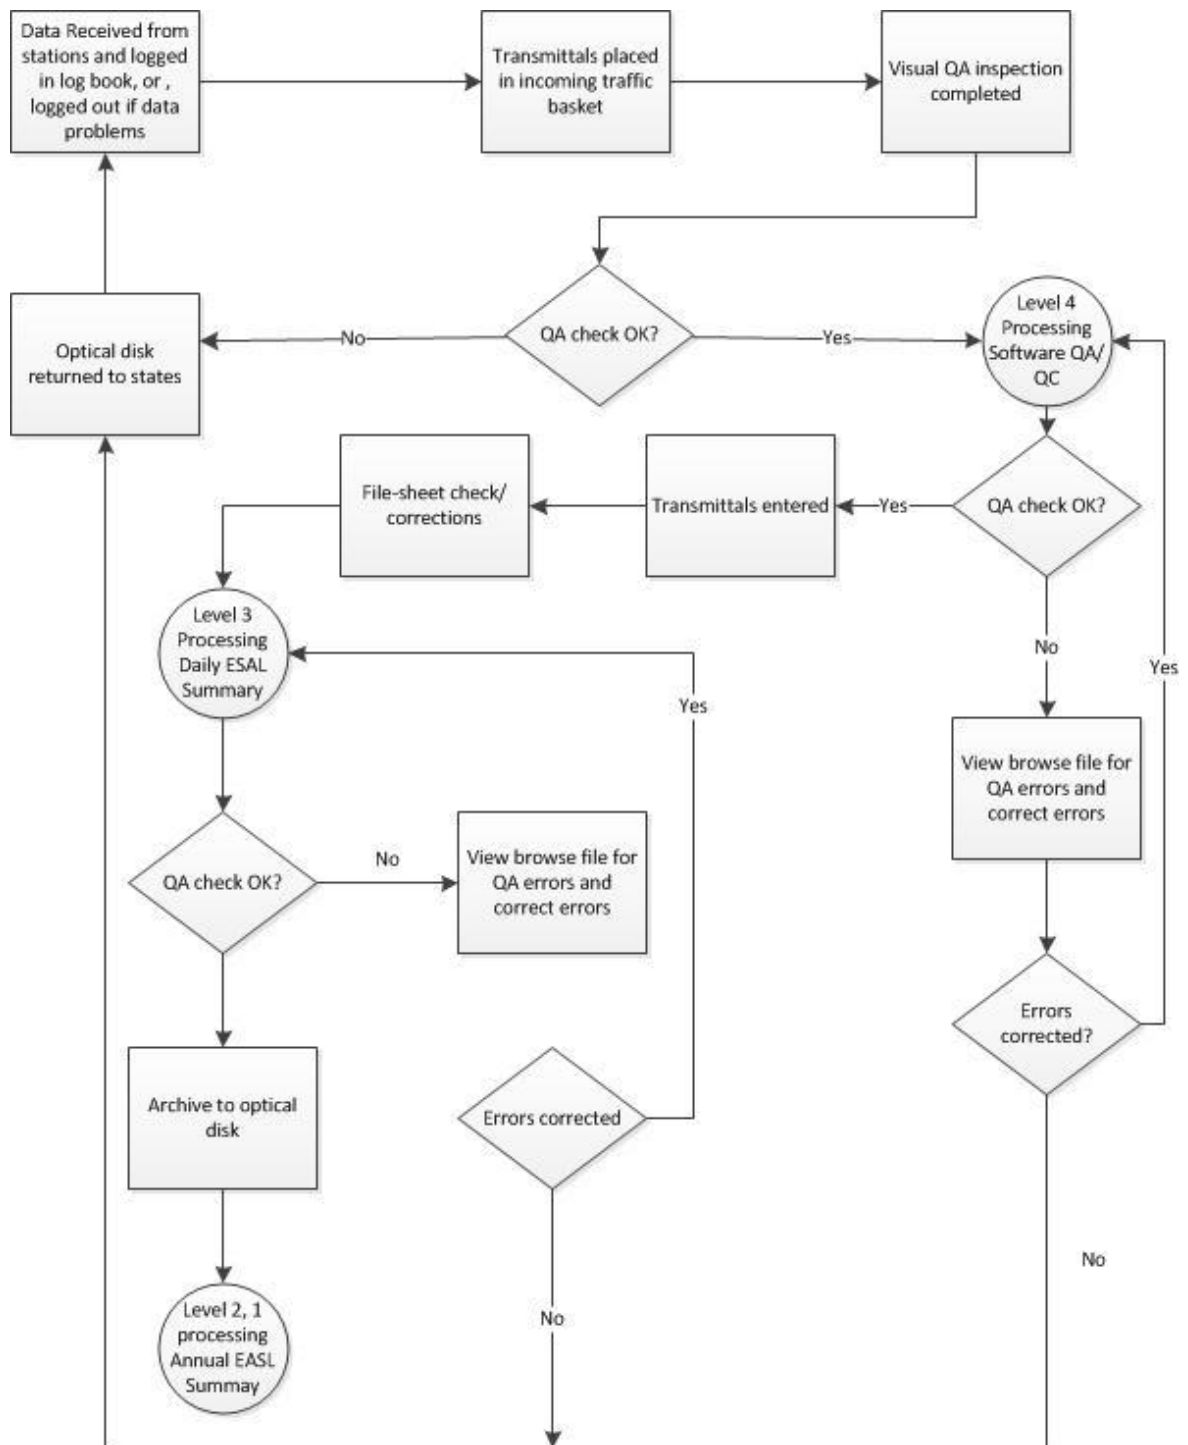 Data Received from
stations and logged
in log book, or ,
logged out if data
problems
Transmittals placed
in incoming traffic
basket
Visual QA inspection
completed
Optical disk
returned to states
No
QA check OK?
Yes
Level 4
Processing
Software QA/
QC
File-sheet check/
corrections
Transmittals entered
Yes
QA check OK?
Level 3
Processing
Daily ESAL
Summary
Yes
No
Yes
View browse file for
QA errors and
correct errors
QA check OK?
No
View browse file for
QA errors and
correct errors
Errors
corrected?
Archive to optical
disk
Errors corrected
No
Level 2, 1
processing
Annual EASL
Summay
No